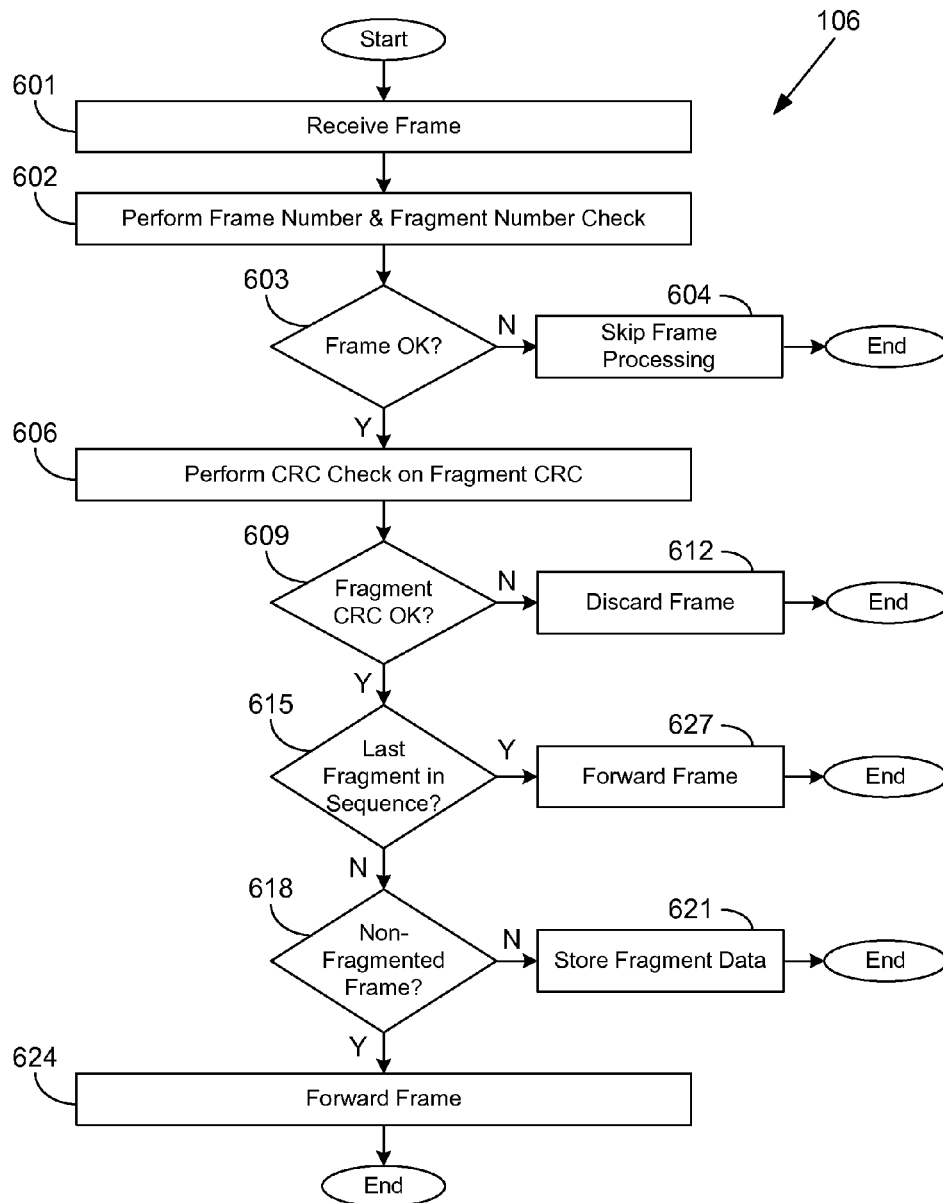 Start
106
601
Receive Frame
602
Perform Frame Number & Fragment Number Check
603
Frame OK?
N
604
Skip Frame
Processing
End
Y
606
Perform CRC Check on Fragment CRC
609
Fragment
CRC OK?
N
612
Discard Frame
End
Y
615
Last
Fragment in
Sequence?
Y
627
Forward Frame
End
N
618
Non-
Fragmented
Frame?
N
621
Store Fragment Data
End
Y
624
Forward Frame
End